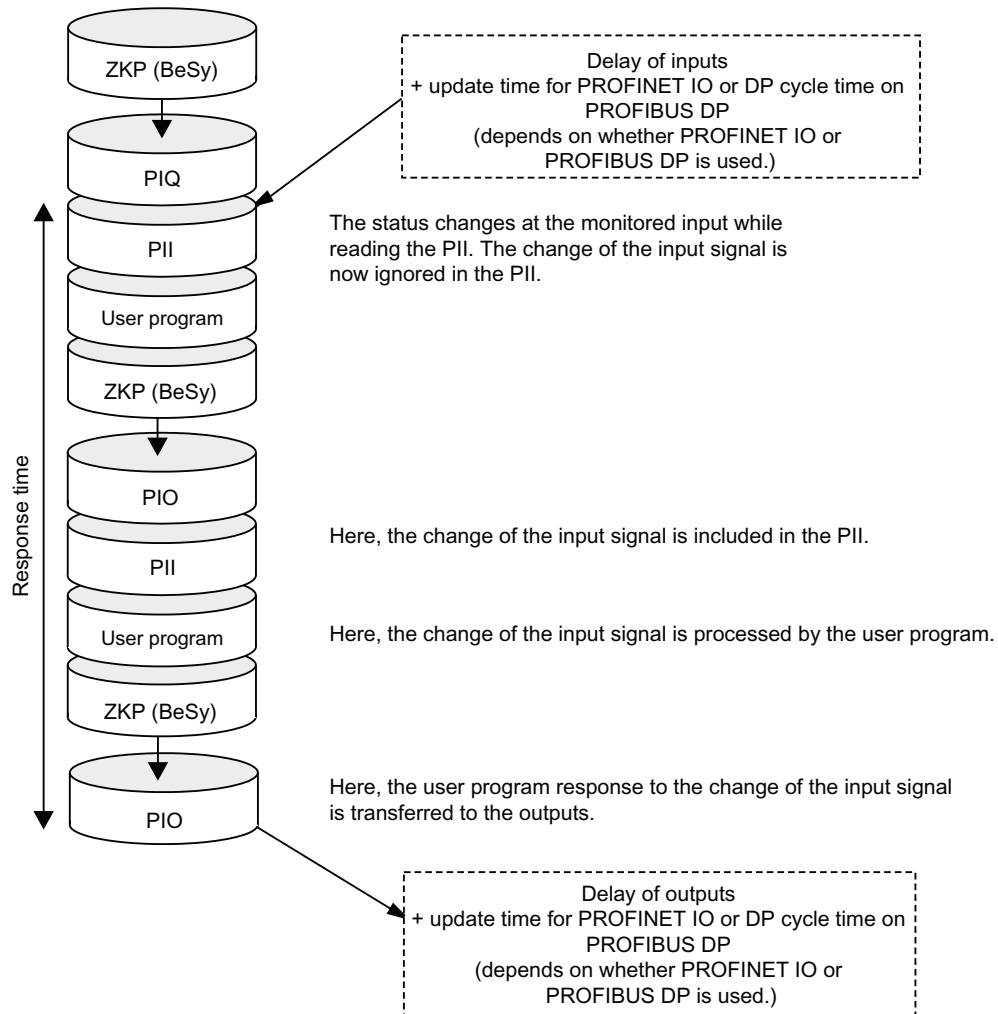 ZKP (BeSy)
Delay of inputs
+ update time for PROFINET IO or DP cycle time on
PROFIBUS DP
(depends on whether PROFINET IO or
PROFIBUS DP is used.)
PIQ
PII
The status changes at the monitored input while
reading the PII. The change of the input signal is
now ignored in the PII.
User program
ZKP (BeSy)
Response time
PIO
PII
Here, the change of the input signal is included in the PII.
User program
Here, the change of the input signal is processed by the user program.
ZKP (BeSy)
PIO
Here, the user program response to the change of the input signal
is transferred to the outputs.
Delay of outputs
+ update time for PROFINET IO or DP cycle time on
PROFIBUS DP
(depends on whether PROFINET IO or
PROFIBUS DP is used.)